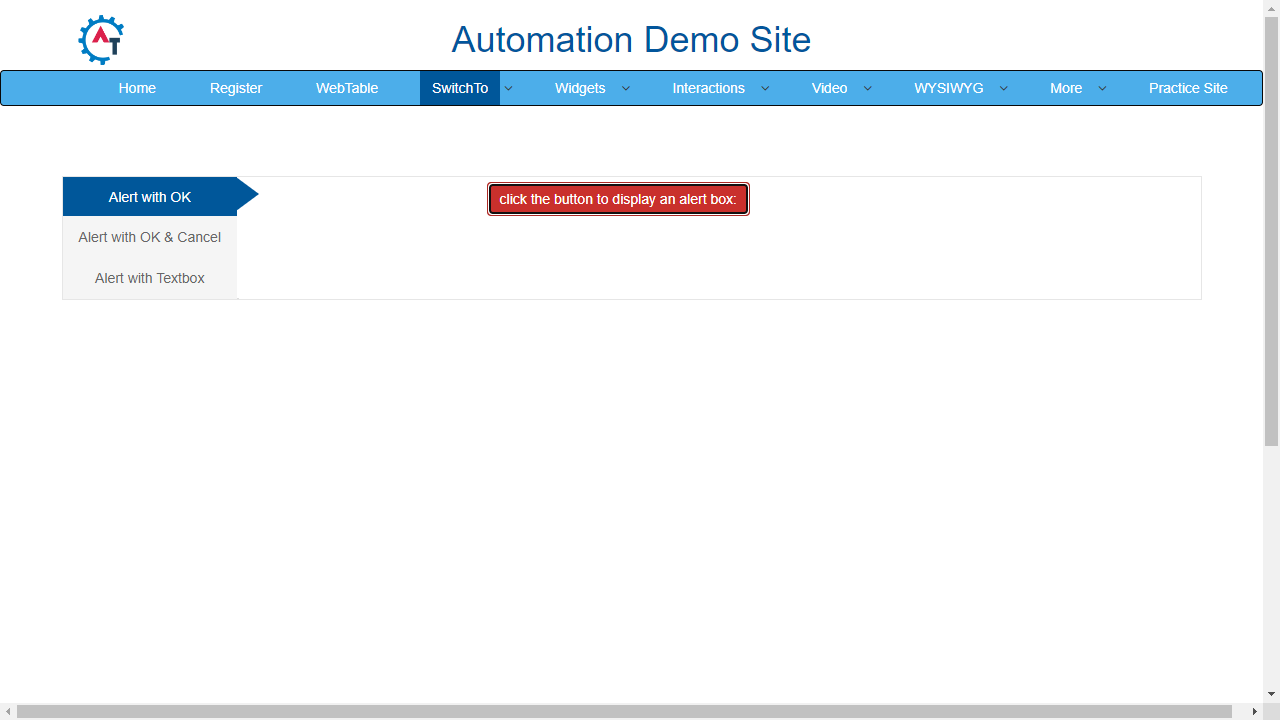 AT
Automation Demo Site
Home Register WebTable SwitchTo Widgets Interactions Video WYSIWYG More Practice Site
Alert with OK
click the button to display an alert box:
Alert with OK & Cancel
Alert with Textbox